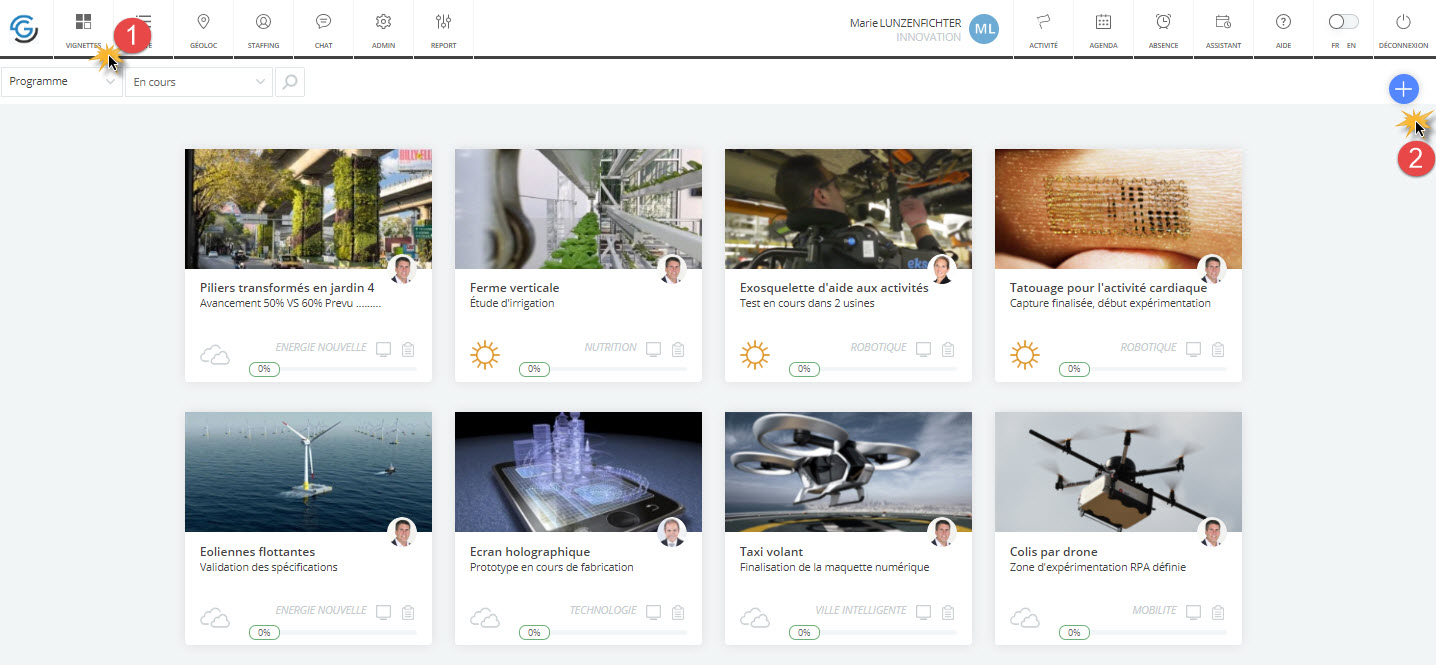 VIGNETTES
1
GÉOLOC
STAFFING
CHAT
ADMIN
REPORT
Marie LUNZENFICHTER
INNOVATION
ML
ACTIVITÉ
AGENDA
ABSENCE
ASSISTANT
AIDE
FR EN
DÉCONNEXION
Programme
En cours
2
Piliers transformés en jardin 4
Avancement 50% VS 60% Prevu .........
ENERGIE NOUVELLE
0%
Ferme verticale
Étude d'irrigation
NUTRITION
0%
eks
Exosquelette d'aide aux activités
Test en cours dans 2 usines
ROBOTIQUE
0%
Tatouage pour l'activité cardiaque
Capture finalisée, début expérimentation
ROBOTIQUE
0%
Eoliennes flottantes
Validation des spécifications
ENERGIE NOUVELLE
0%
Ecran holographique
Prototype en cours de fabrication
TECHNOLOGIE
0%
Taxi volant
Finalisation de la maquette numérique
VILLE INTELLIGENTE
0%
Colis par drone
Zone d'expérimentation RPA définie
MOBILITE
0%